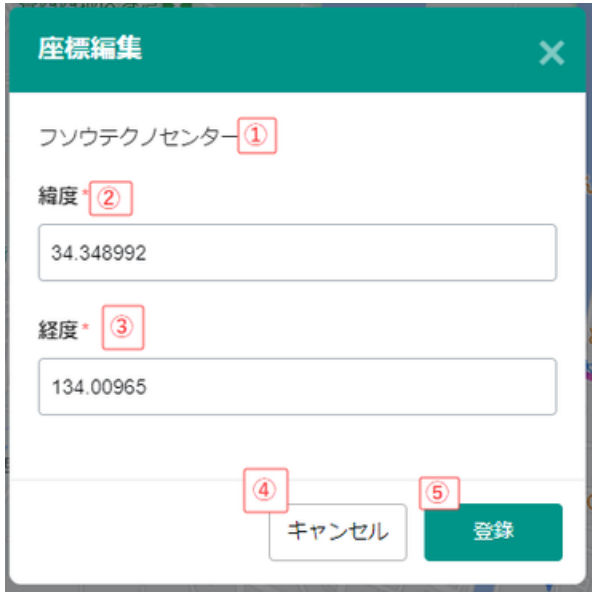 座標編集
×
フソウテクノセンター①
緯度* ②
34.348992
経度* ③
134.00965
④
キャンセル
⑤
登録